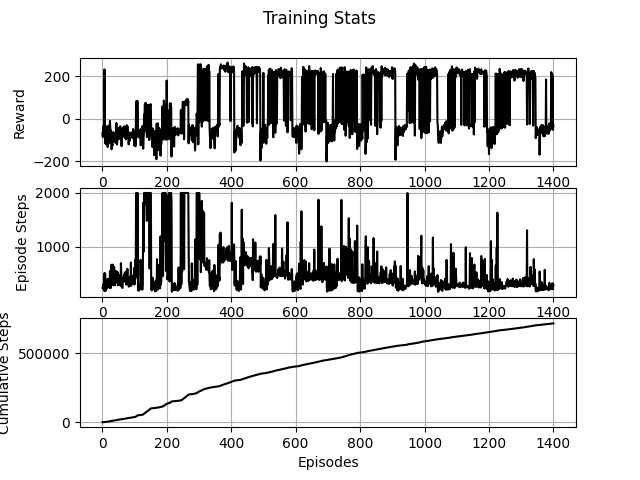 Training Stats
200
0
−200
Reward
0 200 400 600 800 1000 1200 1400
2000
1000
Episode Steps
0 200 400 600 800 1000 1200 1400
500000
0
Cumulative Steps
0 200 400 600 800 1000 1200 1400
Episodes